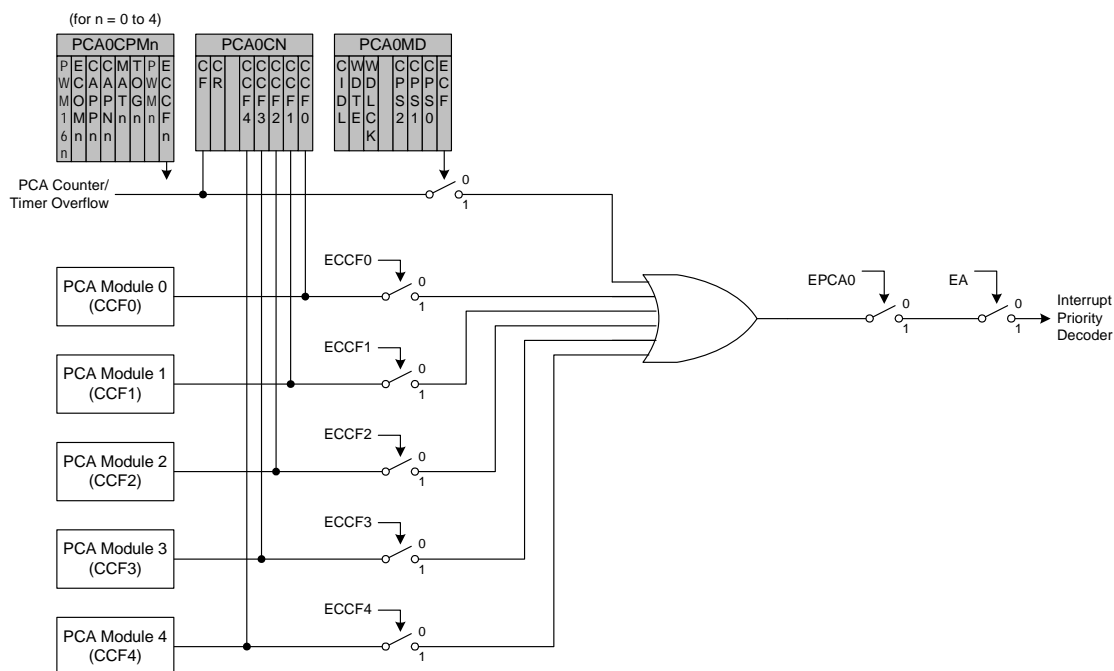 (for n = 0 to 4)
PCA0CPMn
PWM16n
ECOMn
CAPPn
CAPNn
MATn
TOGn
PWMn
ECCFn
PCA0CN
CF
CR
CCF4
CCF3
CCF2
CCF1
CCF0
PCA0MD
CIDL
WDTE
WDLCK
CPS2
CPS1
CPS0
ECF
PCA Counter/
Timer Overflow
0
1
PCA Module 0
(CCF0)
ECCF0
0
1
EPCA0
0
1
EA
0
1
Interrupt
Priority
Decoder
PCA Module 1
(CCF1)
ECCF1
0
1
PCA Module 2
(CCF2)
ECCF2
0
1
PCA Module 3
(CCF3)
ECCF3
0
1
PCA Module 4
(CCF4)
ECCF4
0
1